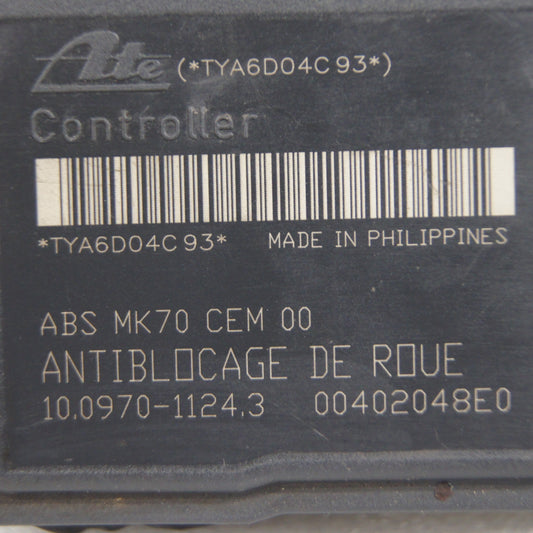 Ate (*TYA6D04C93*)
Controller
*TYA6D04C93* MADE IN PHILIPPINES
ABS MK70 CEM 00
ANTIBLOCAGE DE ROUE
10.0970-1124.3 00402048E0